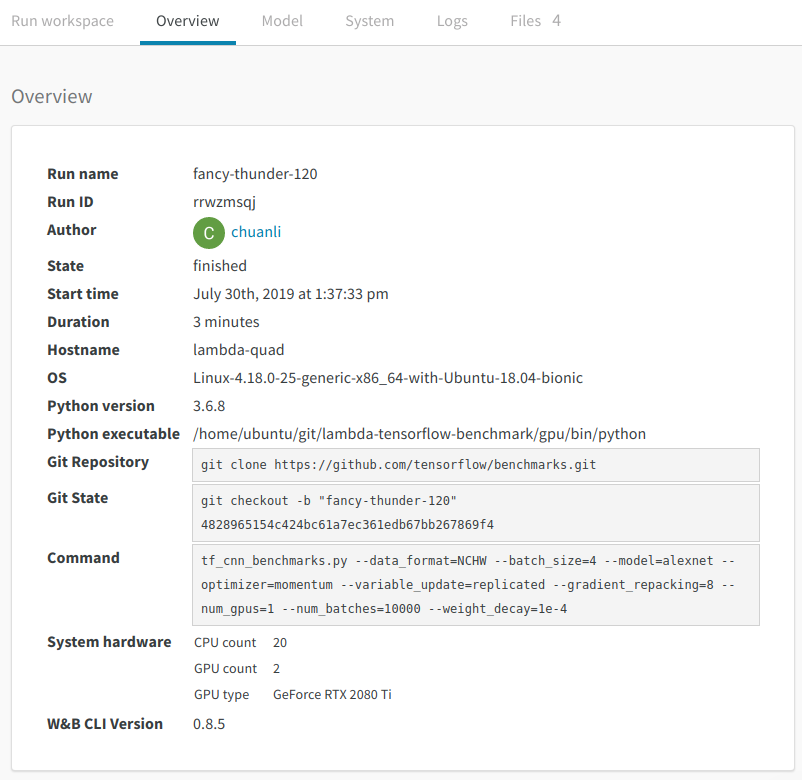 Run workspace Overview Model System Logs Files 4
Overview
Run name fancy-thunder-120
Run ID rrwzmsqj
Author C chuanli
State finished
Start time July 30th, 2019 at 1:37:33 pm
Duration 3 minutes
Hostname lambda-quad
OS Linux-4.18.0-25-generic-x86_64-with-Ubuntu-18.04-bionic
Python version 3.6.8
Python executable /home/ubuntu/git/lambda-tensorflow-benchmark/gpu/bin/python
Git Repository git clone https://github.com/tensorflow/benchmarks.git
Git State git checkout -b "fancy-thunder-120"
4828965154c424bc61a7ec361edb67bb267869f4
Command tf_cnn_benchmarks.py --data_format=NCHW --batch_size=4 --model=alexnet --
optimizer=momentum --variable_update=replicated --gradient_repacking=8 --
num_gpus=1 --num_batches=10000 --weight_decay=1e-4
System hardware CPU count 20
GPU count 2
GPU type GeForce RTX 2080 Ti
W&B CLI Version 0.8.5